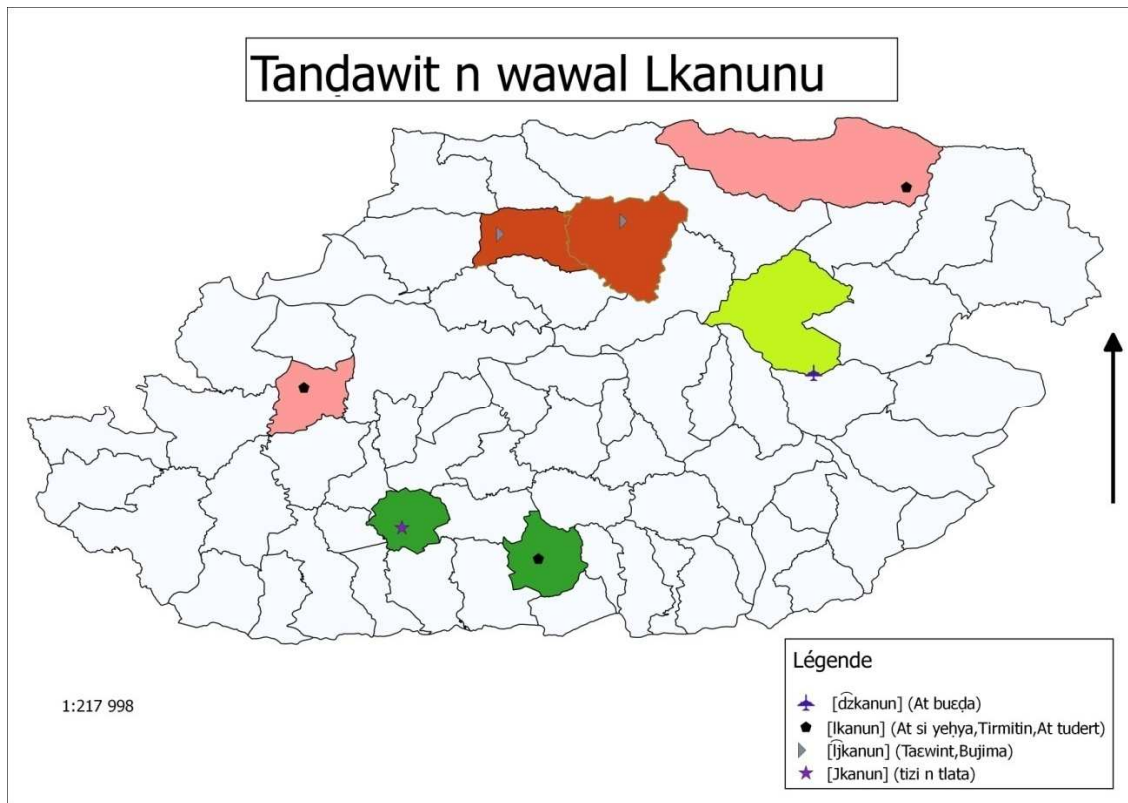 Tanḍawit n wawal Lkanunu
Légende
[d͡zkanun] (At buɛḍa)
[lkanun] (At si yeḥya,Tirmitin,At tudert)
[l͡jkanun] (Taɛwint,Bujima)
[Jkanun] (tizi n tlata)
1:217 998